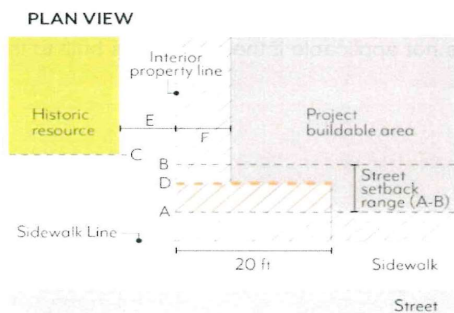 PLAN VIEW
Interior
property line
Historic
resource
E
F
Project
buildable area
C
B
D
A
Street
setback
range (A-B)
Sidewalk Line
20 ft
Sidewalk
Street